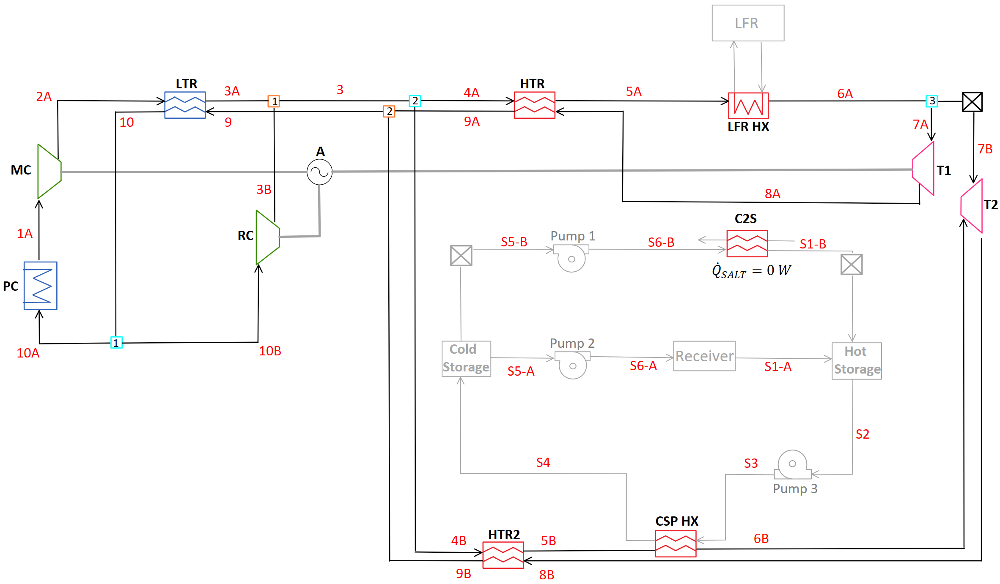 LFR
LTR
HTR
2A
3A
1
3
2
4A
5A
6A
3
10
9
2
9A
LFR HX
7A
7B
A
MC
T1
3B
8A
T2
C2S
1A
RC
S5-B
Pump 1
S6-B
S1-B
Q̇SALT = 0 W
PC
10A
1
10B
Cold
Storage
S5-A
Pump 2
S6-A
Receiver
S1-A
Hot
Storage
S2
S4
S3
Pump 3
CSP HX
HTR2
4B
5B
6B
9B
8B